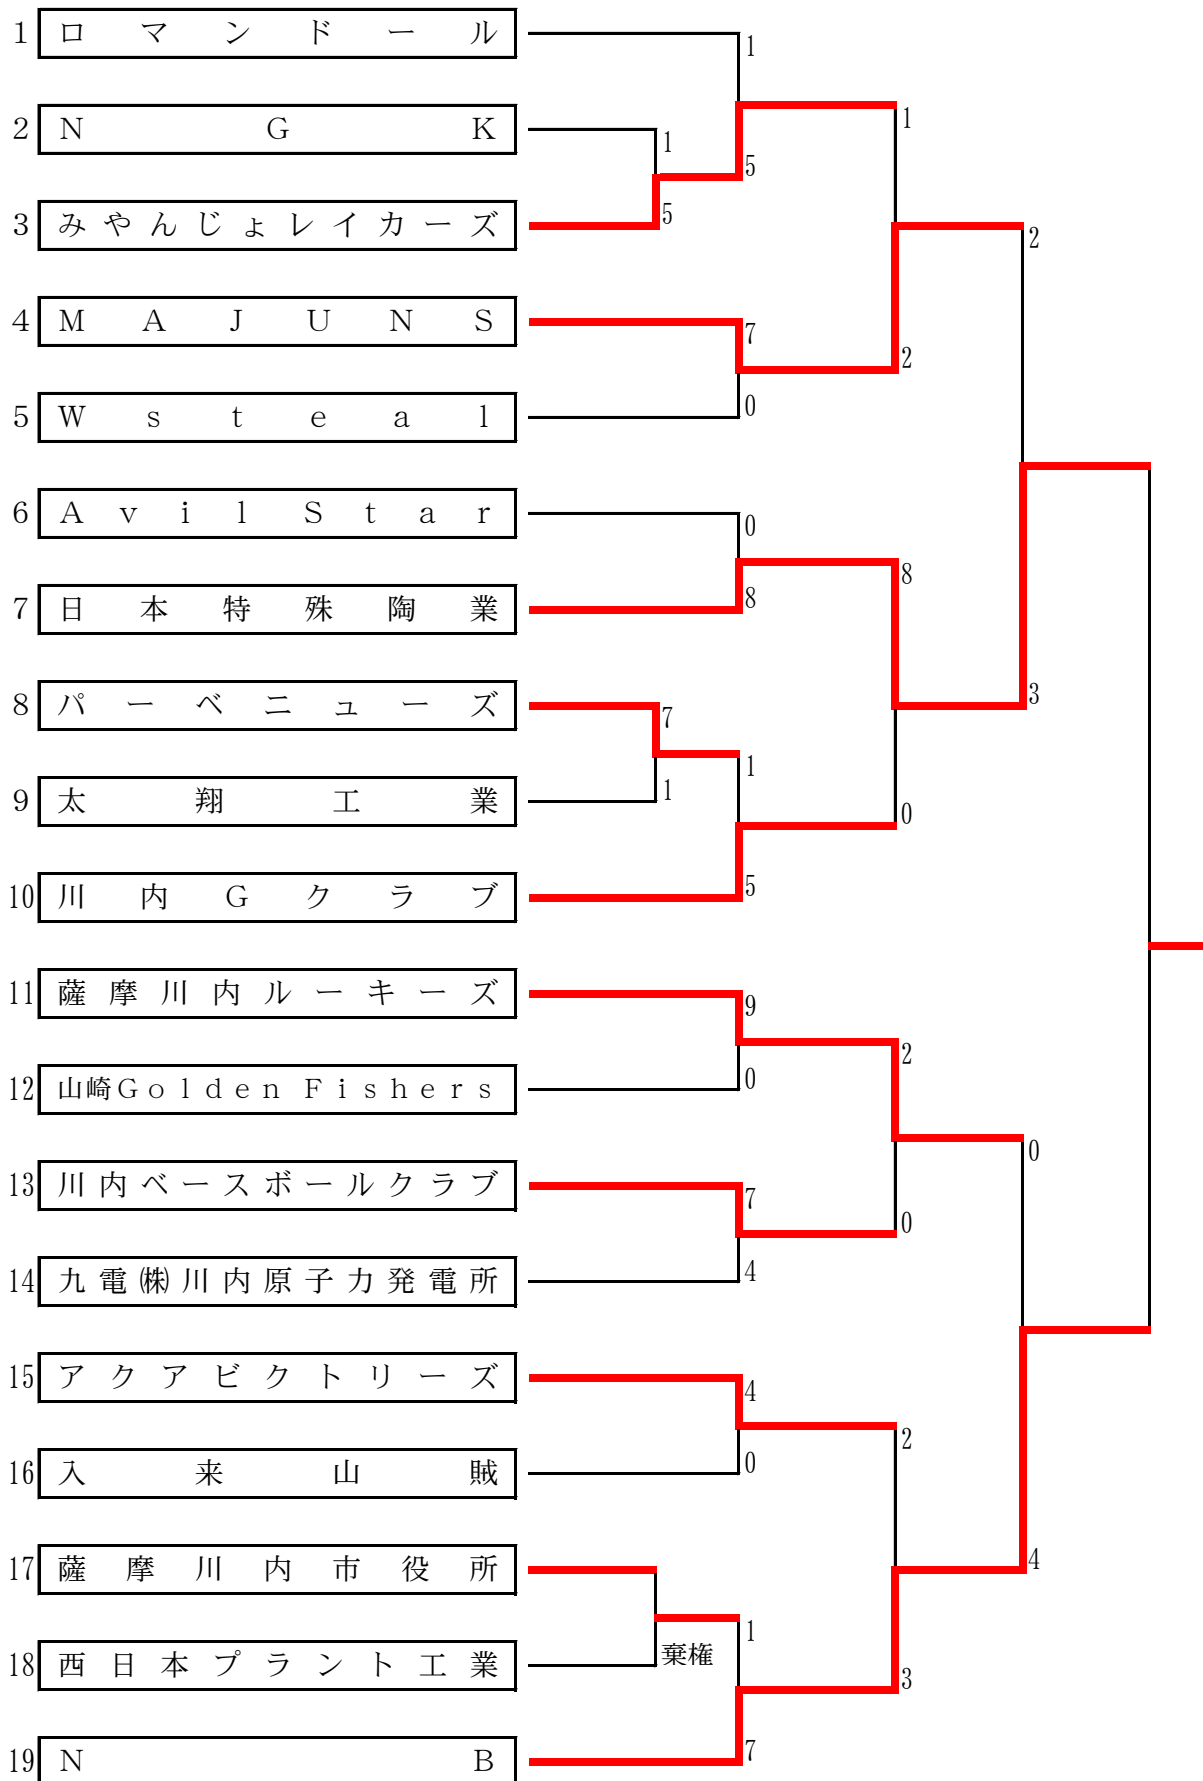 1 ロマンドール
1
1
2 NGK
1
5
3 みやんじょレイカーズ
5
2
4 MAJUNS
7
2
5 Wsteal
0
6 AvilStar
0
8
7 日本特殊陶業
8
3
8 パーベニューズ
7
1
9 太翔工業
1
0
10 川内Gクラブ
5
11 薩摩川内ルーキーズ
9
2
12 山崎Golden Fishers
0
0
13 川内ベースボールクラブ
7
0
14 九電㈱川内原子力発電所
4
15 アクアビクトリーズ
4
2
16 入来山賊
0
4
17 薩摩川内市役所
1
18 西日本プラント工業
棄権
3
19 NB
7